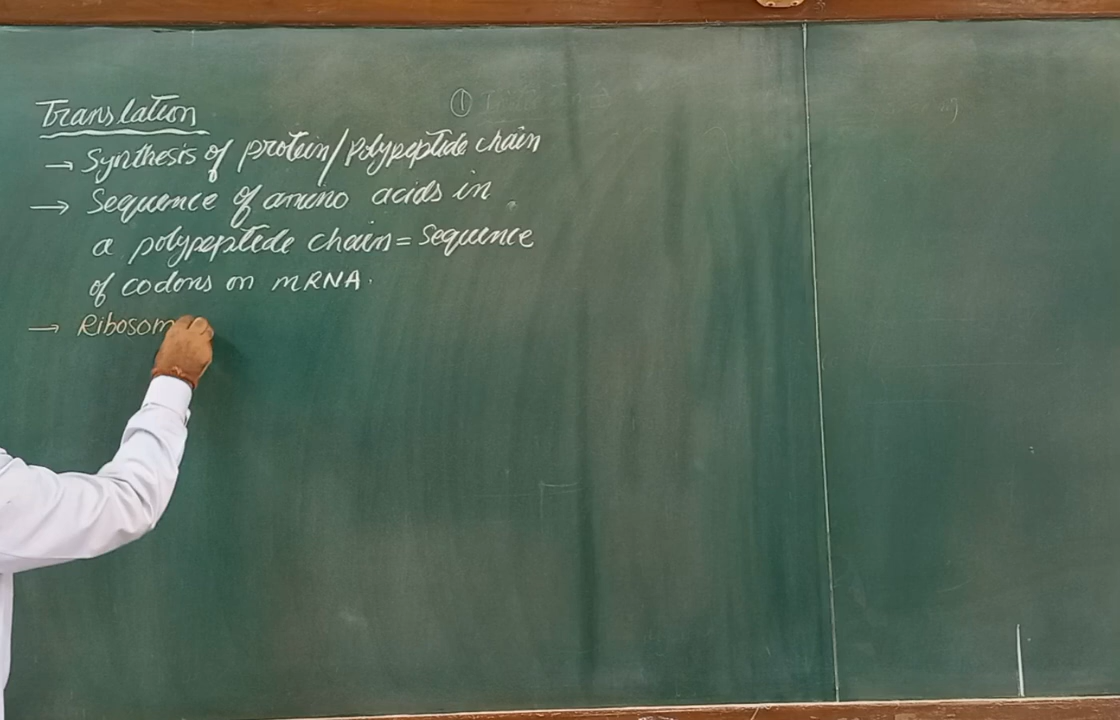 Translation
①
→ Synthesis of protein/polypeptide chain
→ Sequence of amino acids in
a polypeptide chain = sequence
of codons on mRNA.
→ Ribosom